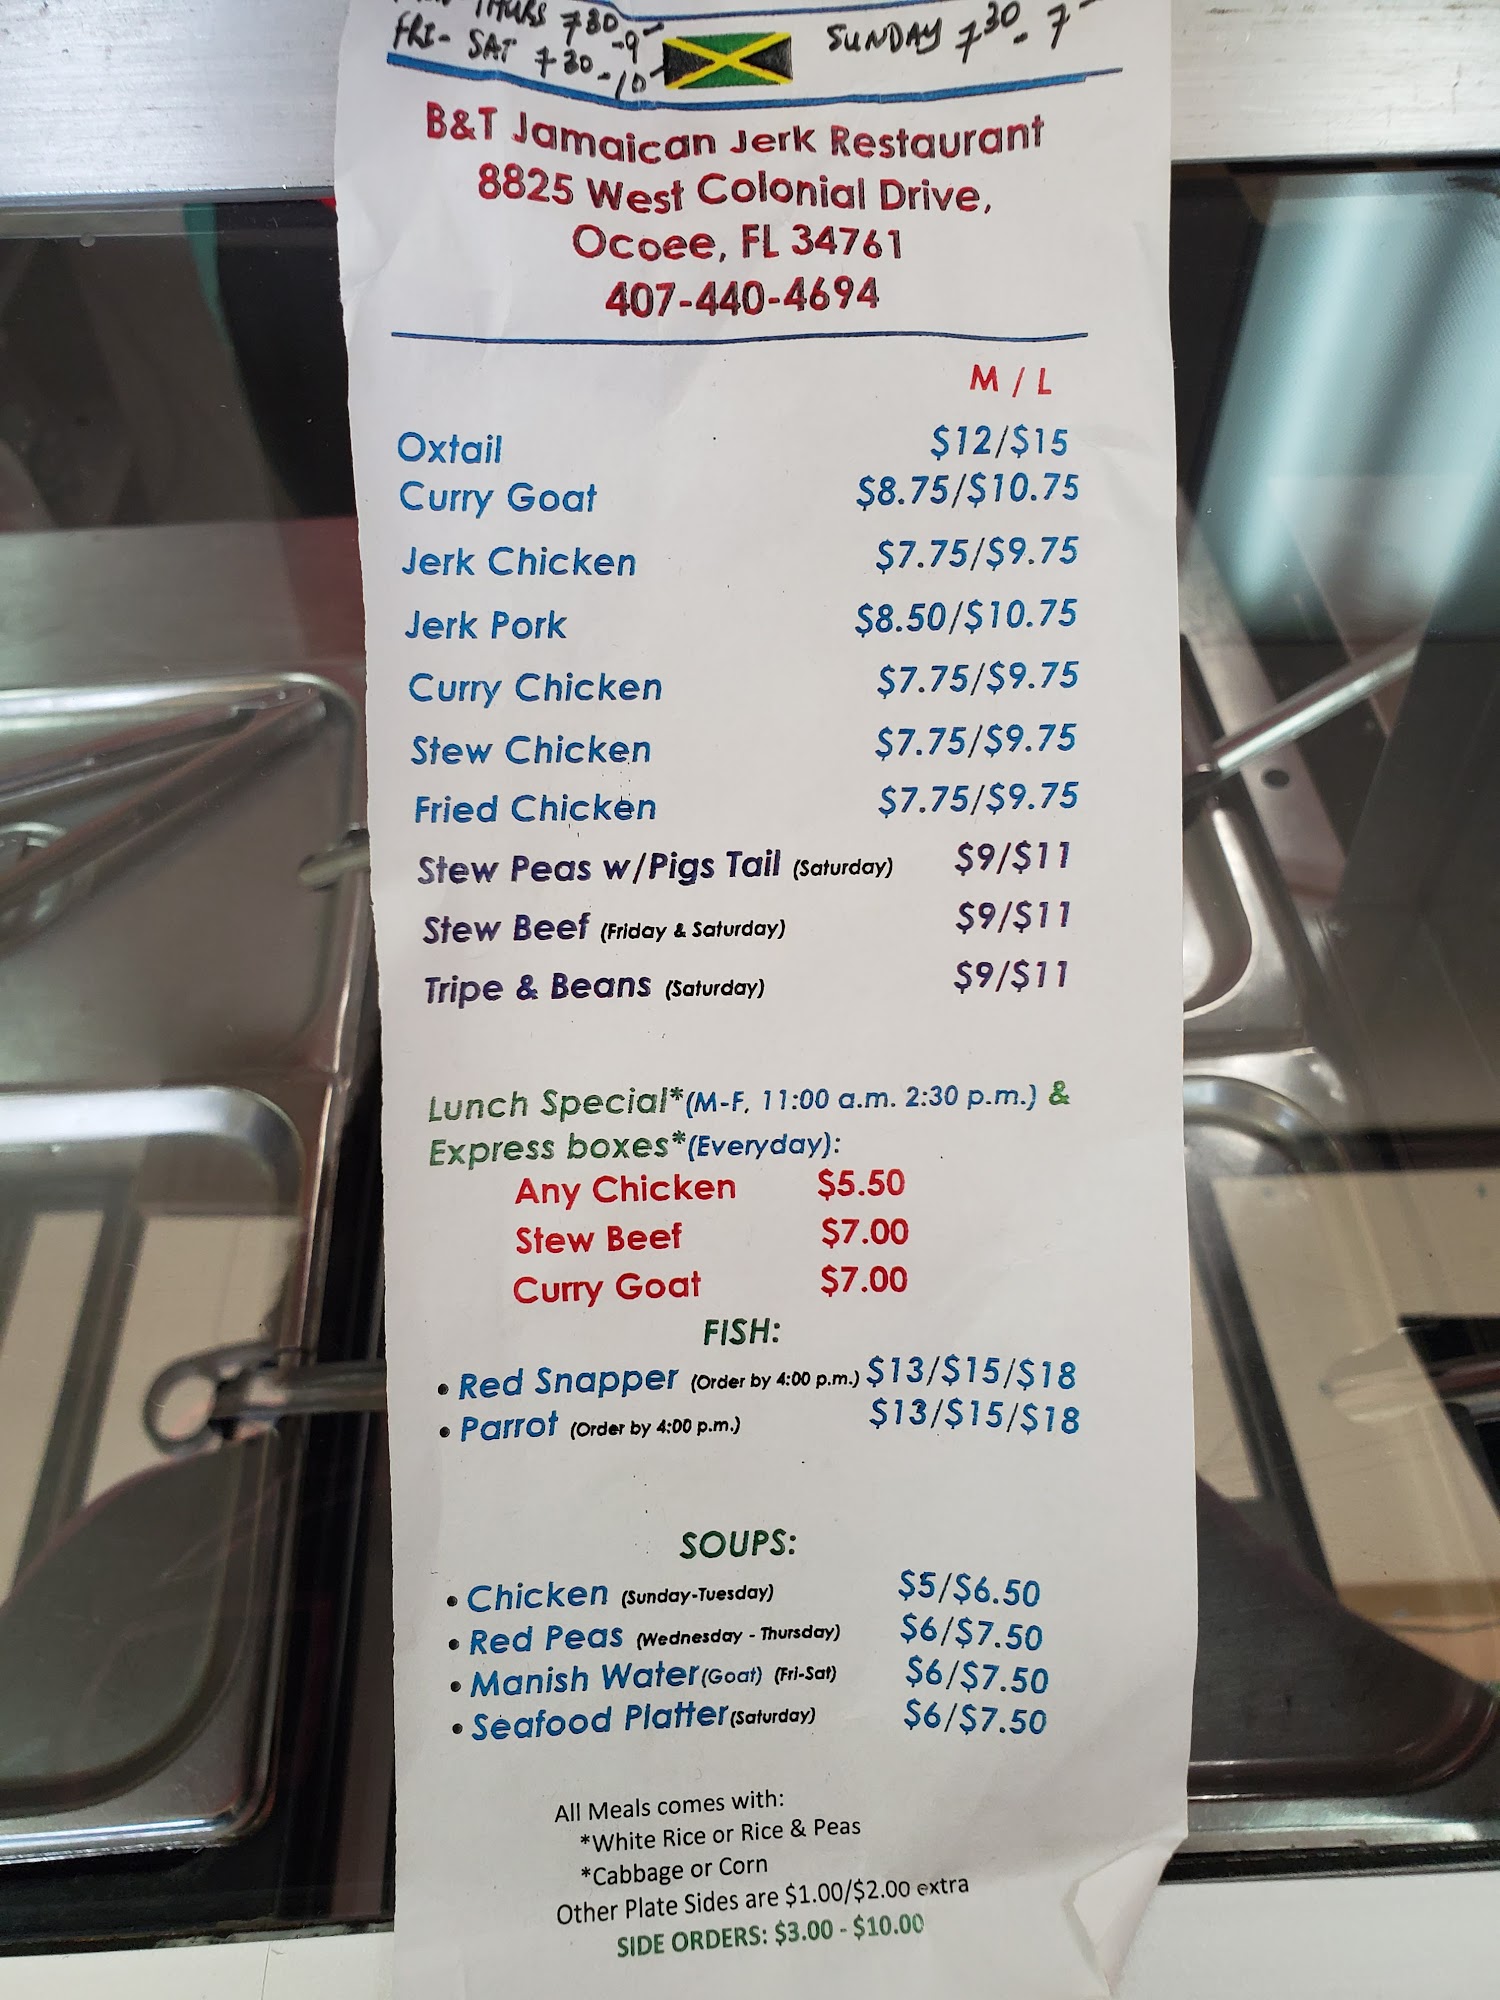 THURS 730-9
FRI- SAT 730-10
SUNDAY 730-7
B&T Jamaican Jerk Restaurant
8825 West Colonial Drive,
Ocoee, FL 34761
407-440-4694
M / L
Oxtail $12/$15
Curry Goat $8.75/$10.75
Jerk Chicken $7.75/$9.75
Jerk Pork $8.50/$10.75
Curry Chicken $7.75/$9.75
Stew Chicken $7.75/$9.75
Fried Chicken $7.75/$9.75
Stew Peas w/Pigs Tail (Saturday) $9/$11
Stew Beef (Friday & Saturday) $9/$11
Tripe & Beans (Saturday) $9/$11
Lunch Special*(M-F, 11:00 a.m. 2:30 p.m.) &
Express boxes*(Everyday):
Any Chicken $5.50
Stew Beef $7.00
Curry Goat $7.00
FISH:
• Red Snapper (Order by 4:00 p.m.) $13/$15/$18
• Parrot (Order by 4:00 p.m.) $13/$15/$18
SOUPS:
• Chicken (Sunday-Tuesday) $5/$6.50
• Red Peas (Wednesday - Thursday) $6/$7.50
• Manish Water(Goat) (Fri-Sat) $6/$7.50
• Seafood Platter(Saturday) $6/$7.50
All Meals comes with:
*White Rice or Rice & Peas
*Cabbage or Corn
Other Plate Sides are $1.00/$2.00 extra
SIDE ORDERS: $3.00 - $10.00